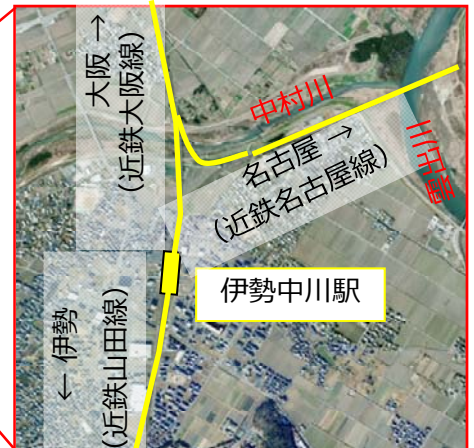 大阪 →
(近鉄大阪線)
中村川
名古屋 →
(近鉄名古屋線)
雲出川
伊勢中川駅
← 伊勢
(近鉄山田線)